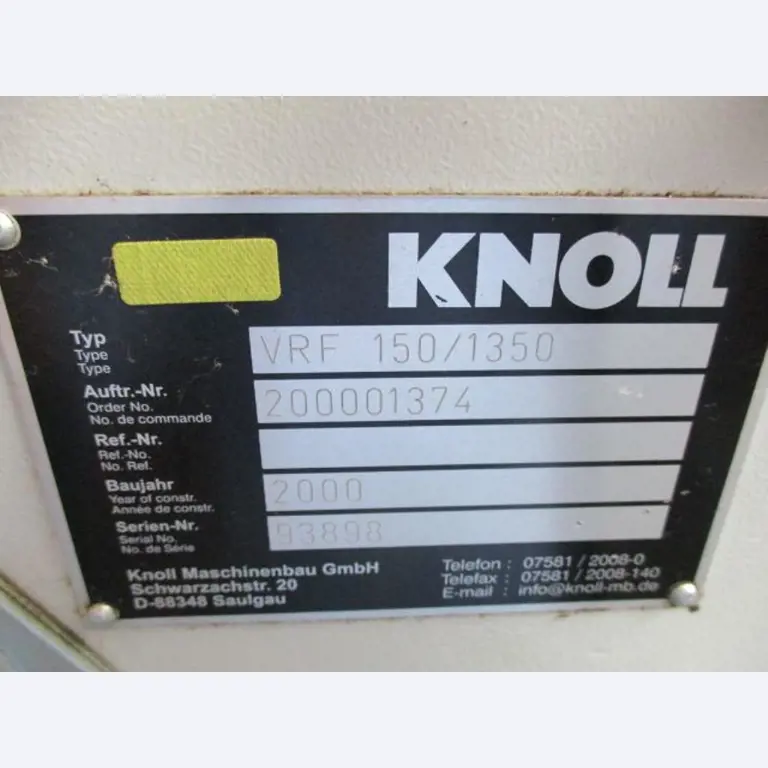 KNOLL
Typ
Type
Type
VRF 150/1350
Auftr.-Nr.
Order No.
No. de commande
200001374
Ref.-Nr.
Ref.-No.
No. Ref.
Baujahr
Year of constr.
Année de constr.
2000
Serien-Nr.
Serial No.
No. de Série
93898
Knoll Maschinenbau GmbH
Schwarzachstr. 20
D-88348 Saulgau
Telefon : 07581 / 2008-0
Telefax : 07581 / 2008-140
E-mail : info@knoll-mb.de